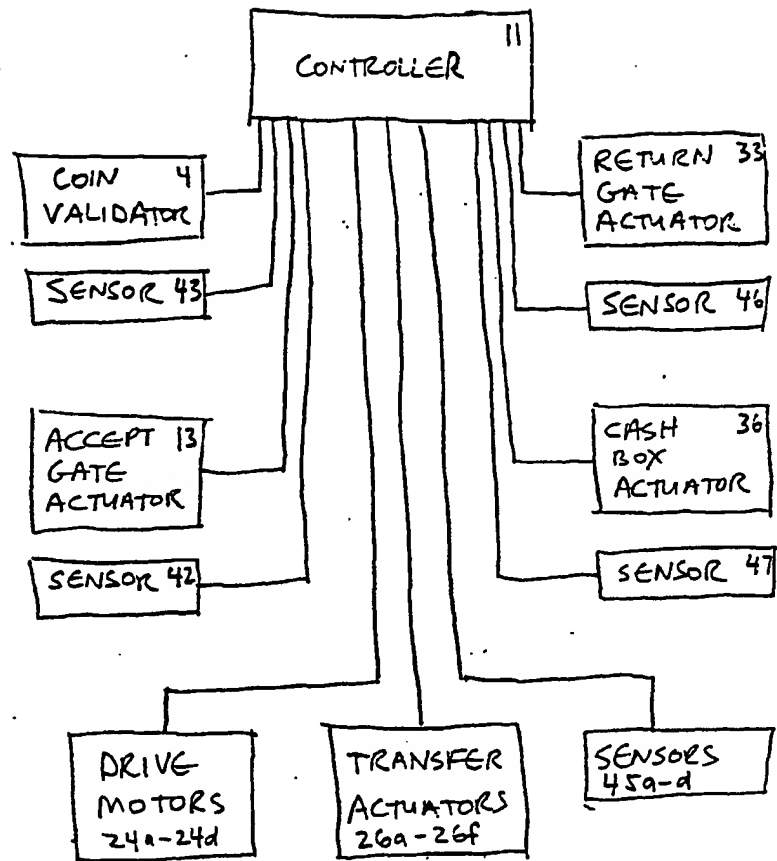 CONTROLLER 11
COIN 4
VALIDATOR
SENSOR 43
ACCEPT 13
GATE
ACTUATOR
SENSOR 42
RETURN 33
GATE
ACTUATOR
SENSOR 46
CASH 36
BOX
ACTUATOR
SENSOR 47
DRIVE
MOTORS
24a-24d
TRANSFER
ACTUATORS
26a-26f
SENSORS
45a-d